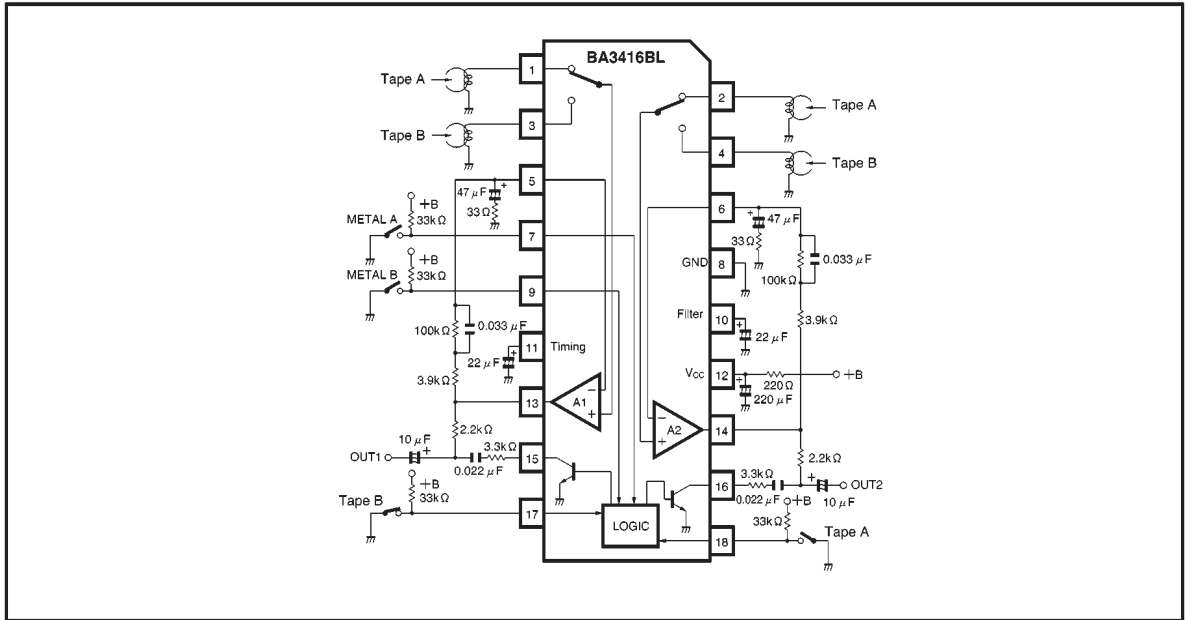 BA3416BL
Tape A
1
2
Tape A
Tape B
3
4
Tape B
5
47 μF
+
33Ω
6
+
47 μF
33Ω
+B
33kΩ
METAL A
7
GND
8
100kΩ
0.033 μF
+B
33kΩ
METAL B
9
Filter
10
+
22 μF
3.9kΩ
100kΩ
0.033 μF
11
Timing
+
22 μF
VCC
12
+
220Ω
+B
220 μF
3.9kΩ
13
A1
−
+
A2
−
+
14
2.2kΩ
2.2kΩ
OUT1
10 μF
+
0.022 μF
3.3kΩ
15
3.3kΩ
0.022 μF
16
+
10 μF
OUT2
+B
33kΩ
Tape B
17
LOGIC
+B
33kΩ
18
Tape A